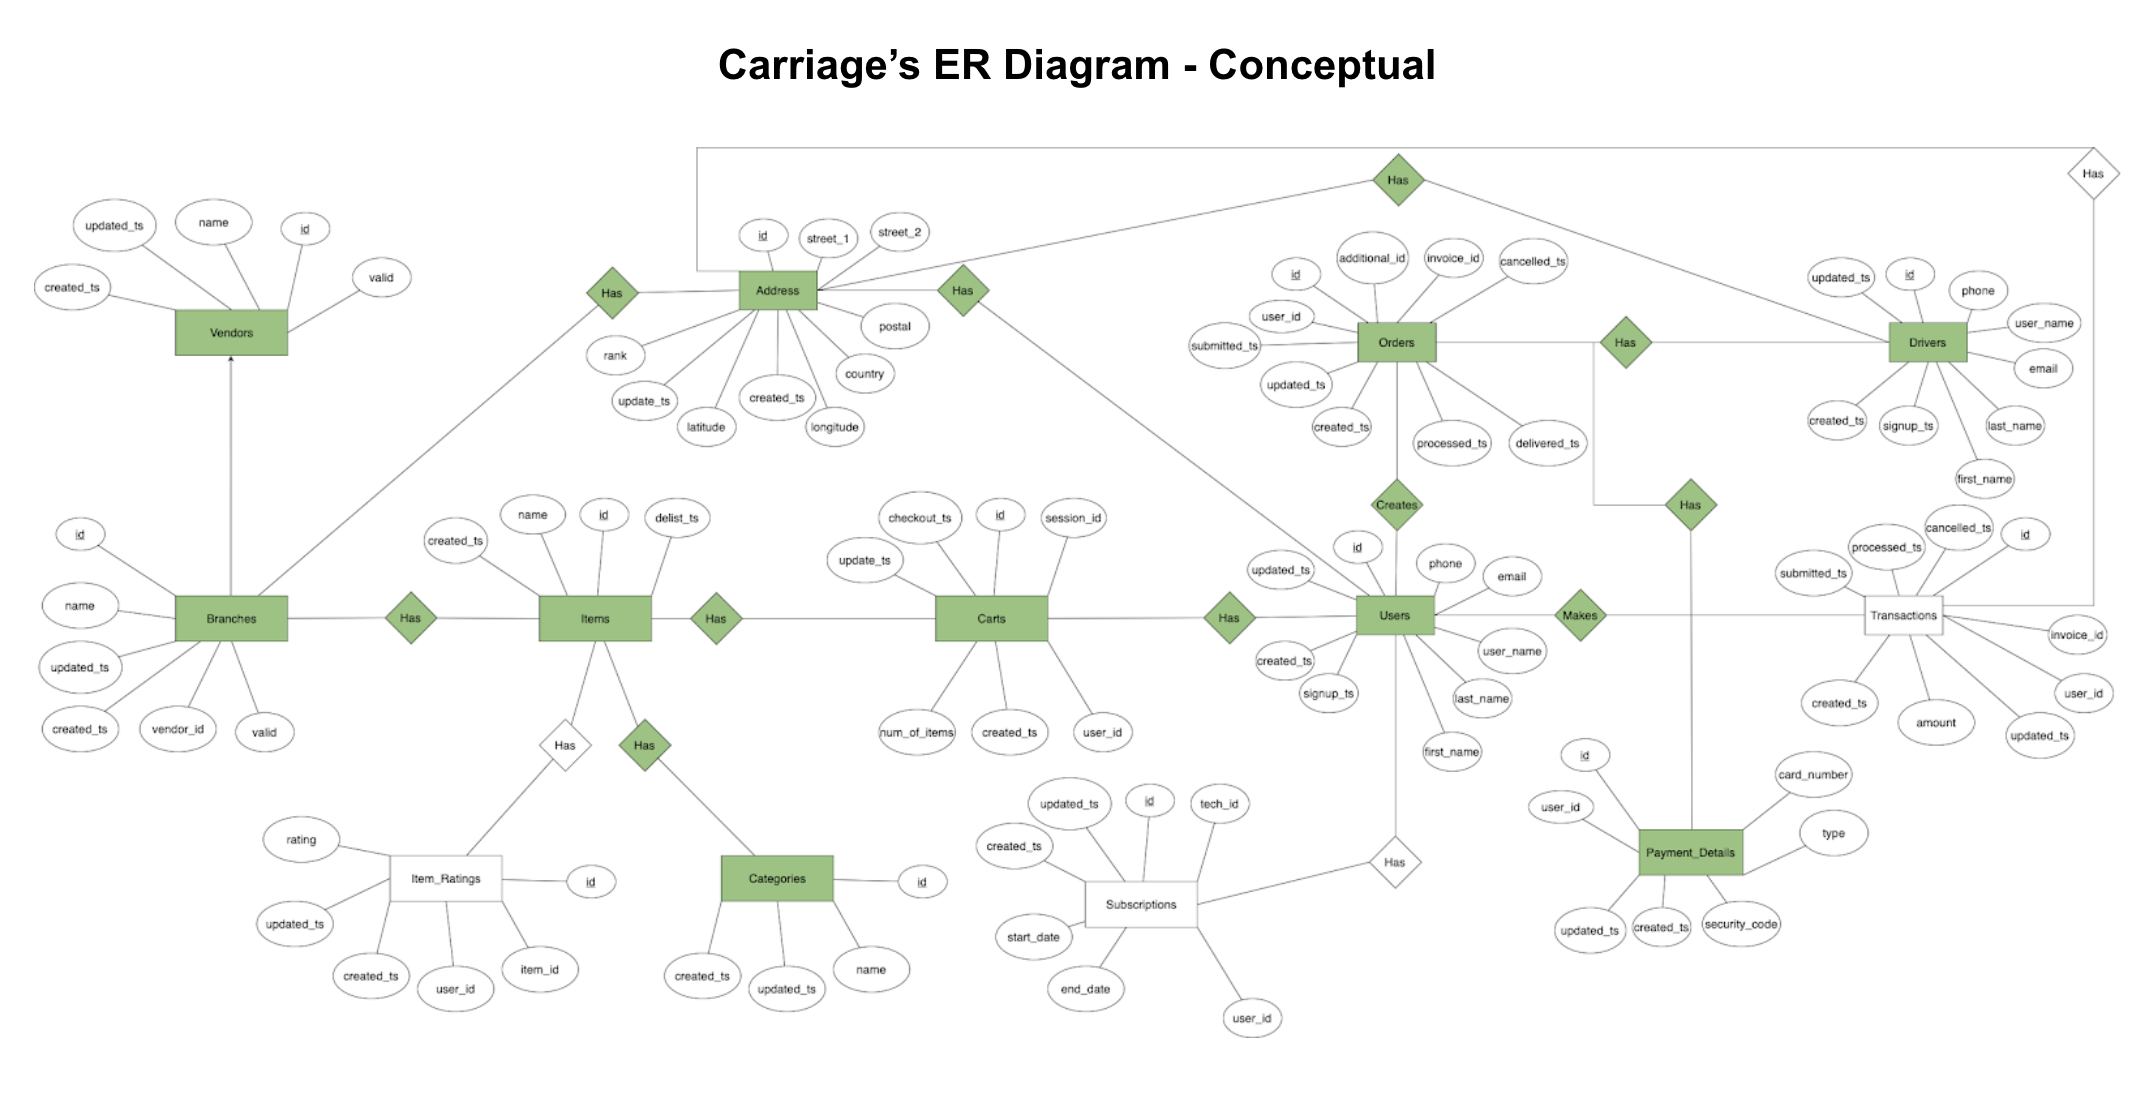 Carriage’s ER Diagram - Conceptual
Has
Has
updated_ts
name
id
valid
created_ts
Vendors
id
street_1
street_2
Has
Address
Has
postal
rank
country
update_ts
created_ts
latitude
longitude
additional_id
invoice_id
cancelled_ts
id
user_id
submitted_ts
Orders
updated_ts
created_ts
processed_ts
delivered_ts
Has
updated_ts
id
phone
user_name
Drivers
email
created_ts
signup_ts
last_name
first_name
id
name
Branches
updated_ts
created_ts
vendor_id
valid
Has
created_ts
name
id
delist_ts
Items
Has
update_ts
checkout_ts
id
session_id
Carts
num_of_items
created_ts
user_id
Has
Creates
id
updated_ts
phone
email
Users
user_name
created_ts
signup_ts
last_name
first_name
Makes
Has
submitted_ts
processed_ts
cancelled_ts
id
Transactions
invoice_id
user_id
created_ts
amount
updated_ts
Has
Has
rating
Item_Ratings
id
updated_ts
created_ts
user_id
item_id
Categories
id
created_ts
updated_ts
name
updated_ts
id
tech_id
created_ts
Subscriptions
start_date
end_date
user_id
Has
id
card_number
user_id
type
Payment_Details
updated_ts
created_ts
security_code